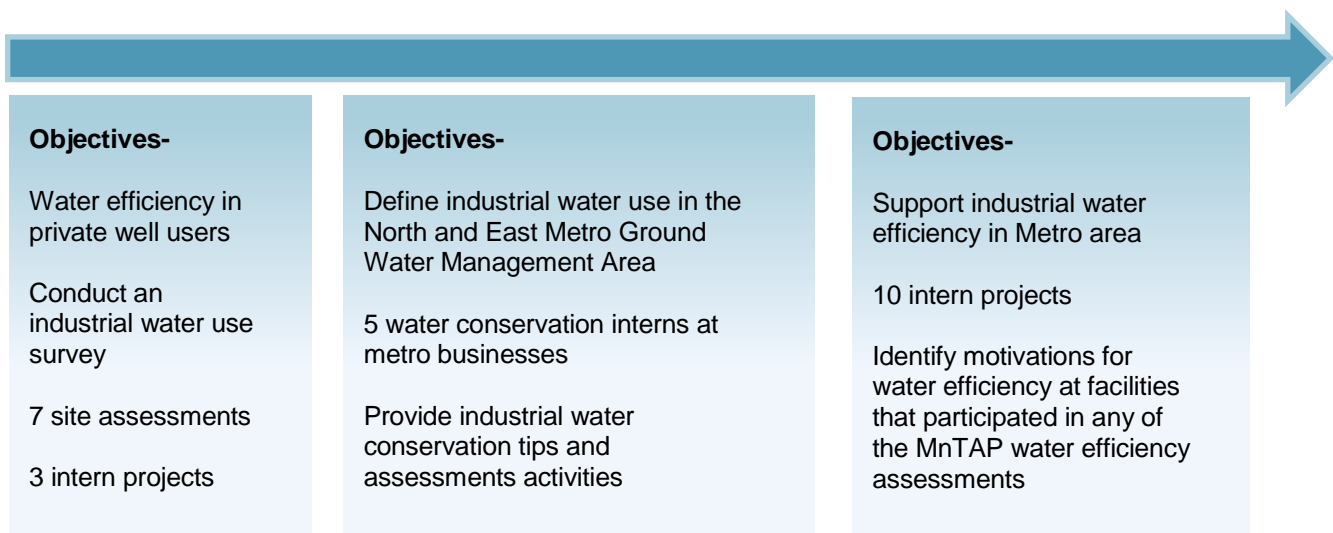 Objectives-
Water efficiency in
private well users
Conduct an
industrial water use
survey
7 site assessments
3 intern projects
Objectives-
Define industrial water use in the
North and East Metro Ground
Water Management Area
5 water conservation interns at
metro businesses
Provide industrial water
conservation tips and
assessments activities
Objectives-
Support industrial water
efficiency in Metro area
10 intern projects
Identify motivations for
water efficiency at facilities
that participated in any of
the MnTAP water efficiency
assessments